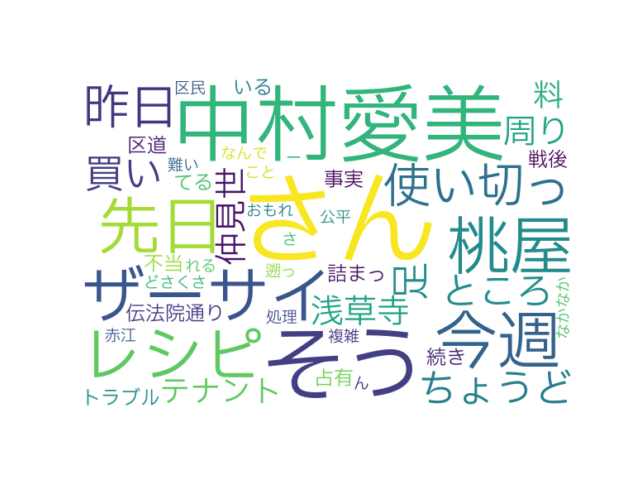 区民
いる
昨日
中村愛美
料
周り
区道
なんで
ー
戦後
買い
難い
てる
こと
事実
使い切っ
仲見世
先日
おもれ
さん
公平
桃屋
さ
不当
れる
遡っ
詰まっ
足
ところ
なかなか
ザーサイ
どさくさ
伝法院通り
処理
浅草寺
今週
赤江
レシピ
そう
複雑
続き
占有
ん
トラブル
テナント
ちょうど